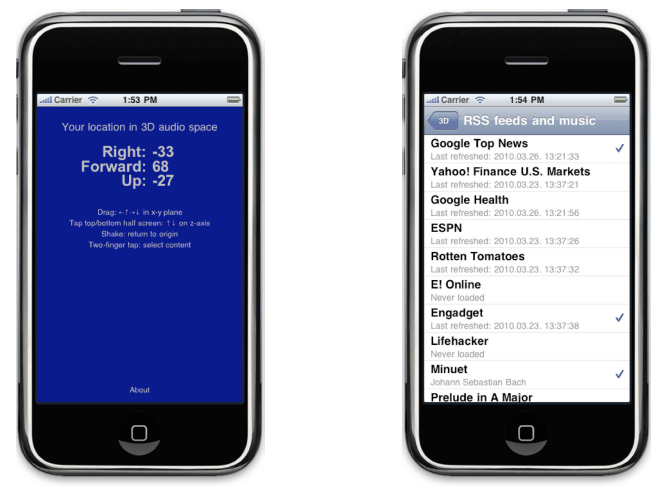 Carrier 1:53 PM
Your location in 3D audio space
Right: -33
Forward: 68
Up: -27
Drag: ←↑→↓ in x-y plane
Tap top/bottom half screen: ↑↓ on z-axis
Shake: return to origin
Two-finger tap: select content
About
Carrier 1:54 PM
3D RSS feeds and music
Google Top News
Last refreshed: 2010.03.26. 13:21:33
Yahoo! Finance U.S. Markets
Last refreshed: 2010.03.23. 13:37:21
Google Health
Last refreshed: 2010.03.26. 13:21:56
ESPN
Last refreshed: 2010.03.23. 13:37:26
Rotten Tomatoes
Last refreshed: 2010.03.23. 13:37:32
E! Online
Never loaded
Engadget
Last refreshed: 2010.03.23. 13:37:38
Lifehacker
Never loaded
Minuet
Johann Sebastian Bach
Prelude in A Major